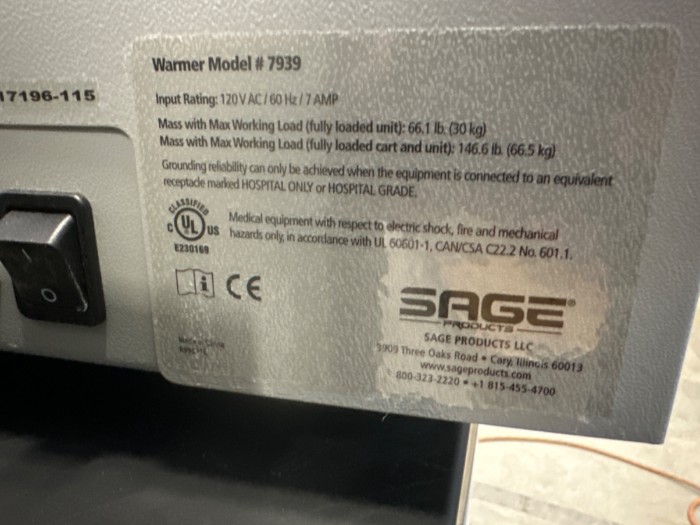 Warmer Model # 7939
17196-115
Input Rating: 120 V AC / 60 Hz / 7 AMP
Mass with Max Working Load (fully loaded unit): 66.1 lb. (30 kg)
Mass with Max Working Load (fully loaded cart and unit): 146.6 lb. (66.5 kg)
Grounding reliability can only be achieved when the equipment is connected to an equivalent
receptacle marked HOSPITAL ONLY or HOSPITAL GRADE.
CLASSIFIED
C UL US
E230169
Medical equipment with respect to electric shock, fire and mechanical
hazards only, in accordance with UL 60601-1, CAN/CSA C22.2 No. 601.1.
i CE
SAGE®
PRODUCTS
SAGE PRODUCTS LLC
3909 Three Oaks Road • Cary, Illinois 60013
www.sageproducts.com
800-323-2220 • +1 815-455-4700
Made in China